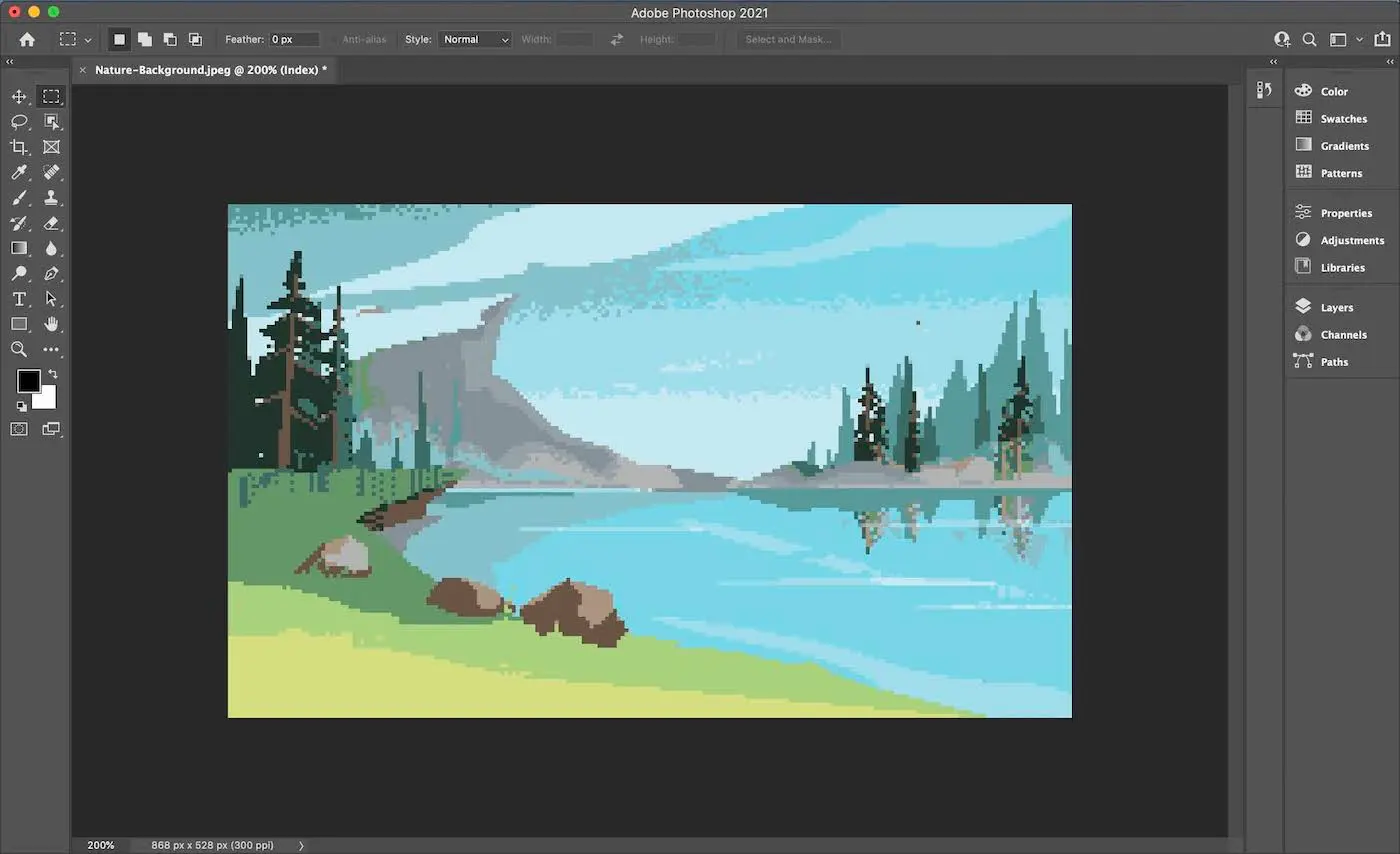 Adobe Photoshop 2021
Feather: 0 px Anti-alias Style: Normal Width: Height: Select and Mask...
Nature-Background.jpeg @ 200% (Index) *
Color
Swatches
Gradients
Patterns
Properties
Adjustments
Libraries
Layers
Channels
Paths
200% 868 px x 528 px (300 ppi)